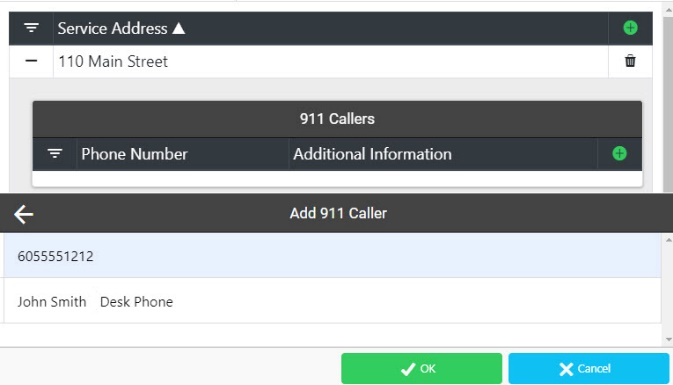 Service Address ▲
110 Main Street
911 Callers
Phone Number Additional Information
Add 911 Caller
6055551212
John Smith Desk Phone
OK Cancel